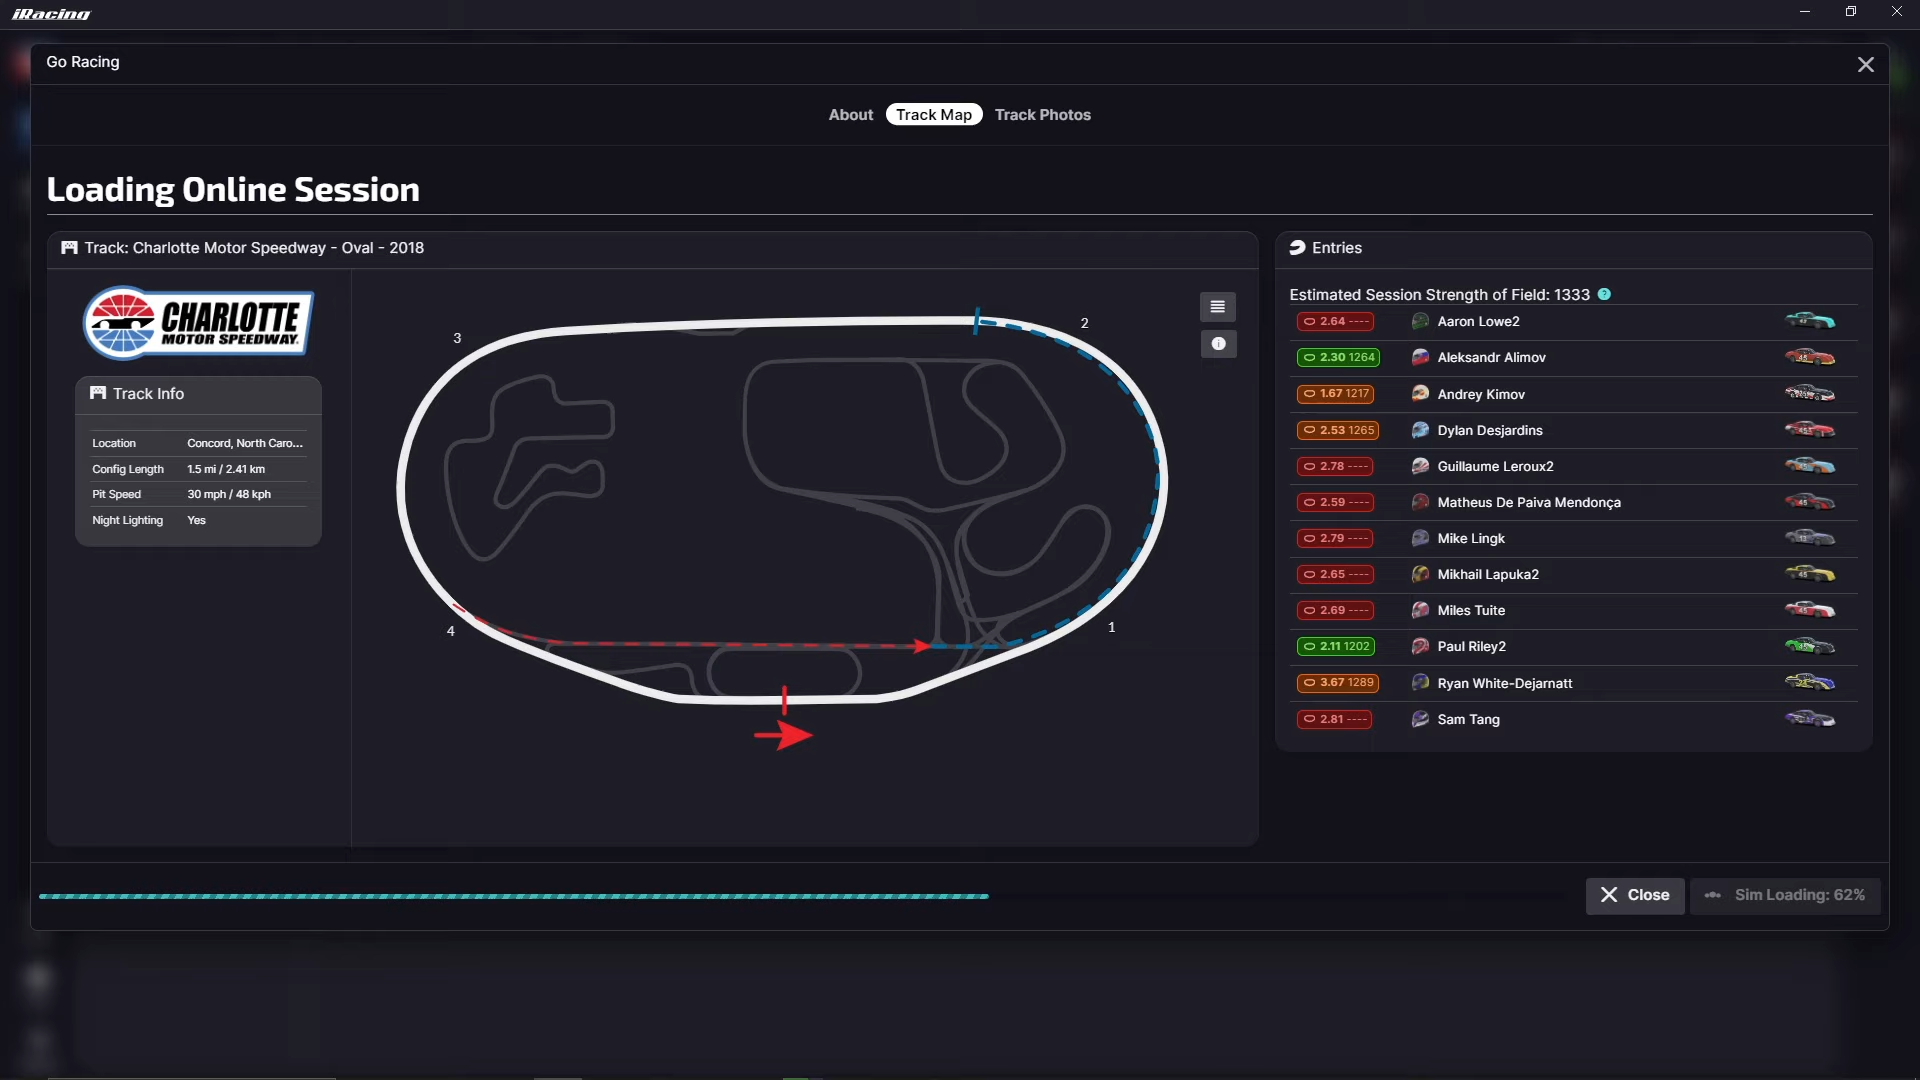 iRacing
Go Racing
About Track Map Track Photos
Loading Online Session
Track: Charlotte Motor Speedway - Oval - 2018
CHARLOTTE
MOTOR SPEEDWAY.
Track Info
Location Concord, North Caro...
Config Length 1.5 mi / 2.41 km
Pit Speed 30 mph / 48 kph
Night Lighting Yes
3
2
4
1
Entries
Estimated Session Strength of Field: 1333 ?
2.64 ---- Aaron Lowe2
2.30 1264 Aleksandr Alimov
1.67 1217 Andrey Kimov
2.53 1265 Dylan Desjardins
2.78 ---- Guillaume Leroux2
2.59 ---- Matheus De Paiva Mendonça
2.79 ---- Mike Lingk
2.65 ---- Mikhail Lapuka2
2.69 ---- Miles Tuite
2.11 1202 Paul Riley2
3.67 1289 Ryan White-Dejarnatt
2.81 ---- Sam Tang
Close
Sim Loading: 62%